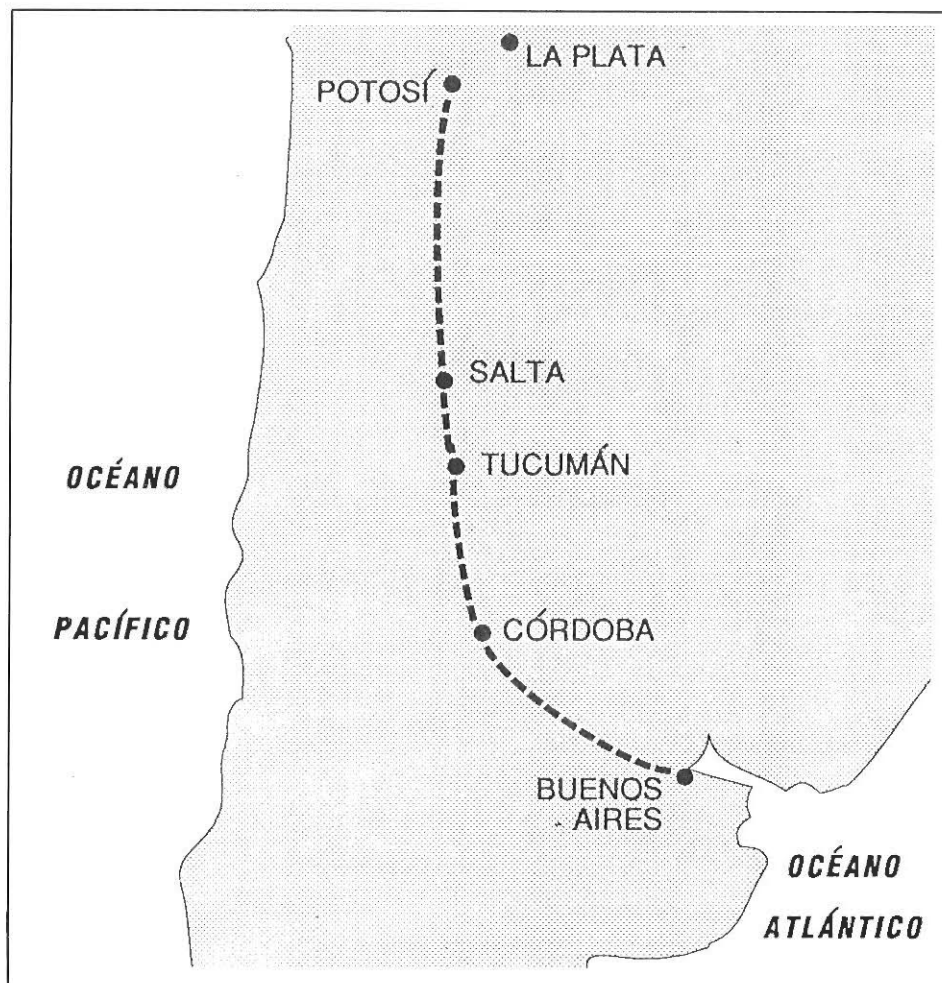 LA PLATA
POTOSÍ
SALTA
TUCUMÁN
OCÉANO
PACÍFICO
CÓRDOBA
BUENOS
AIRES
OCÉANO
ATLÁNTICO